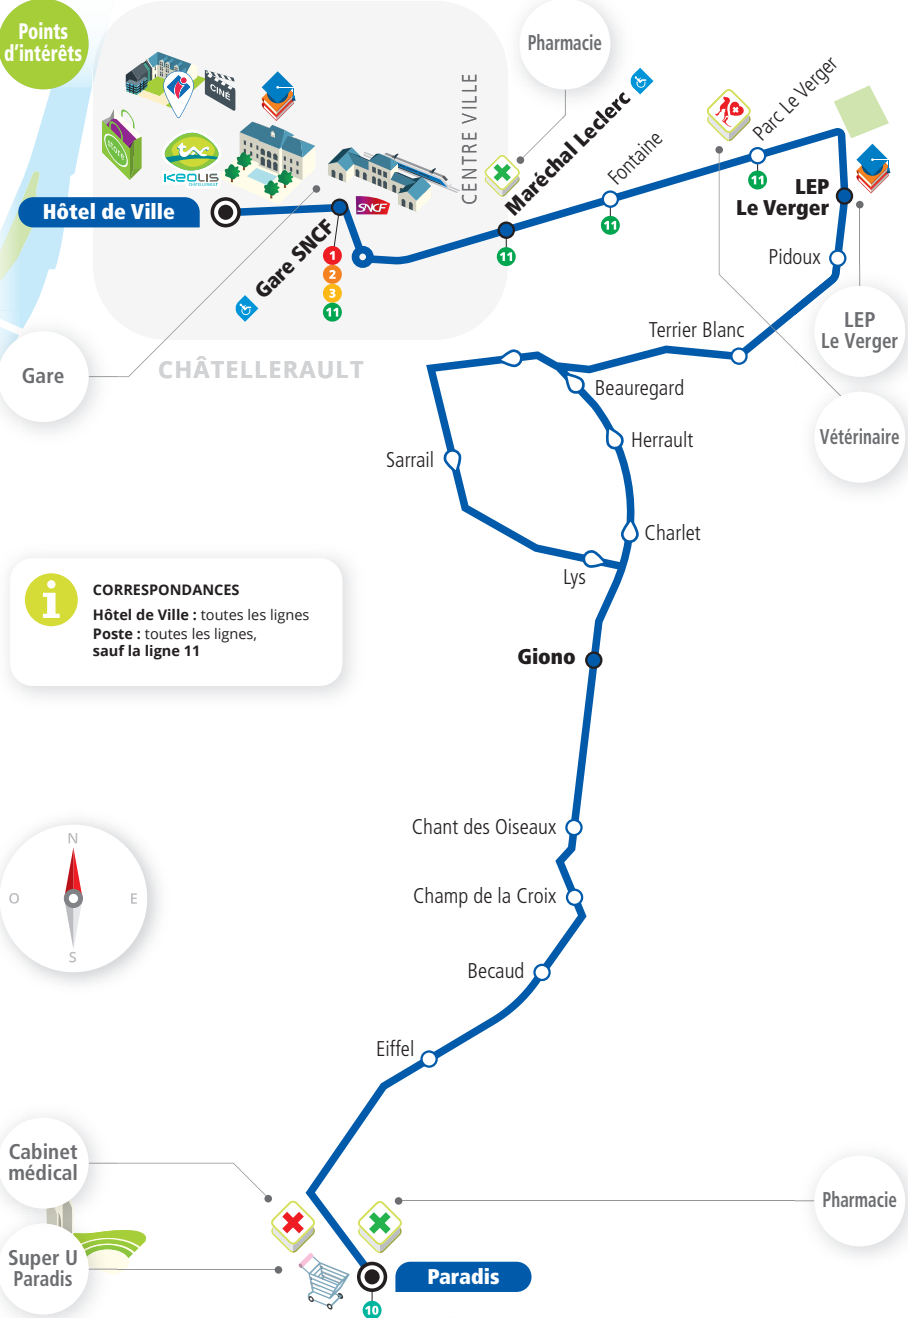 Points
d'intérêts
Pharmacie
CINÉ
store
tac
KEOLIS
CHÂTELLERAULT
CENTRE VILLE
Hôtel de Ville
Gare SNCF
SNCF
1
2
3
11
Maréchal Leclerc
11
Fontaine
11
Parc Le Verger
11
LEP
Le Verger
Pidoux
LEP
Le Verger
Terrier Blanc
Gare
CHÂTELLERAULT
Beauregard
Vétérinaire
Herrault
Sarrail
Charlet
Lys
i
CORRESPONDANCES
Hôtel de Ville : toutes les lignes
Poste : toutes les lignes,
sauf la ligne 11
Giono
Chant des Oiseaux
N
O
E
S
Champ de la Croix
Becaud
Eiffel
Cabinet
médical
Pharmacie
Super U
Paradis
Paradis
10